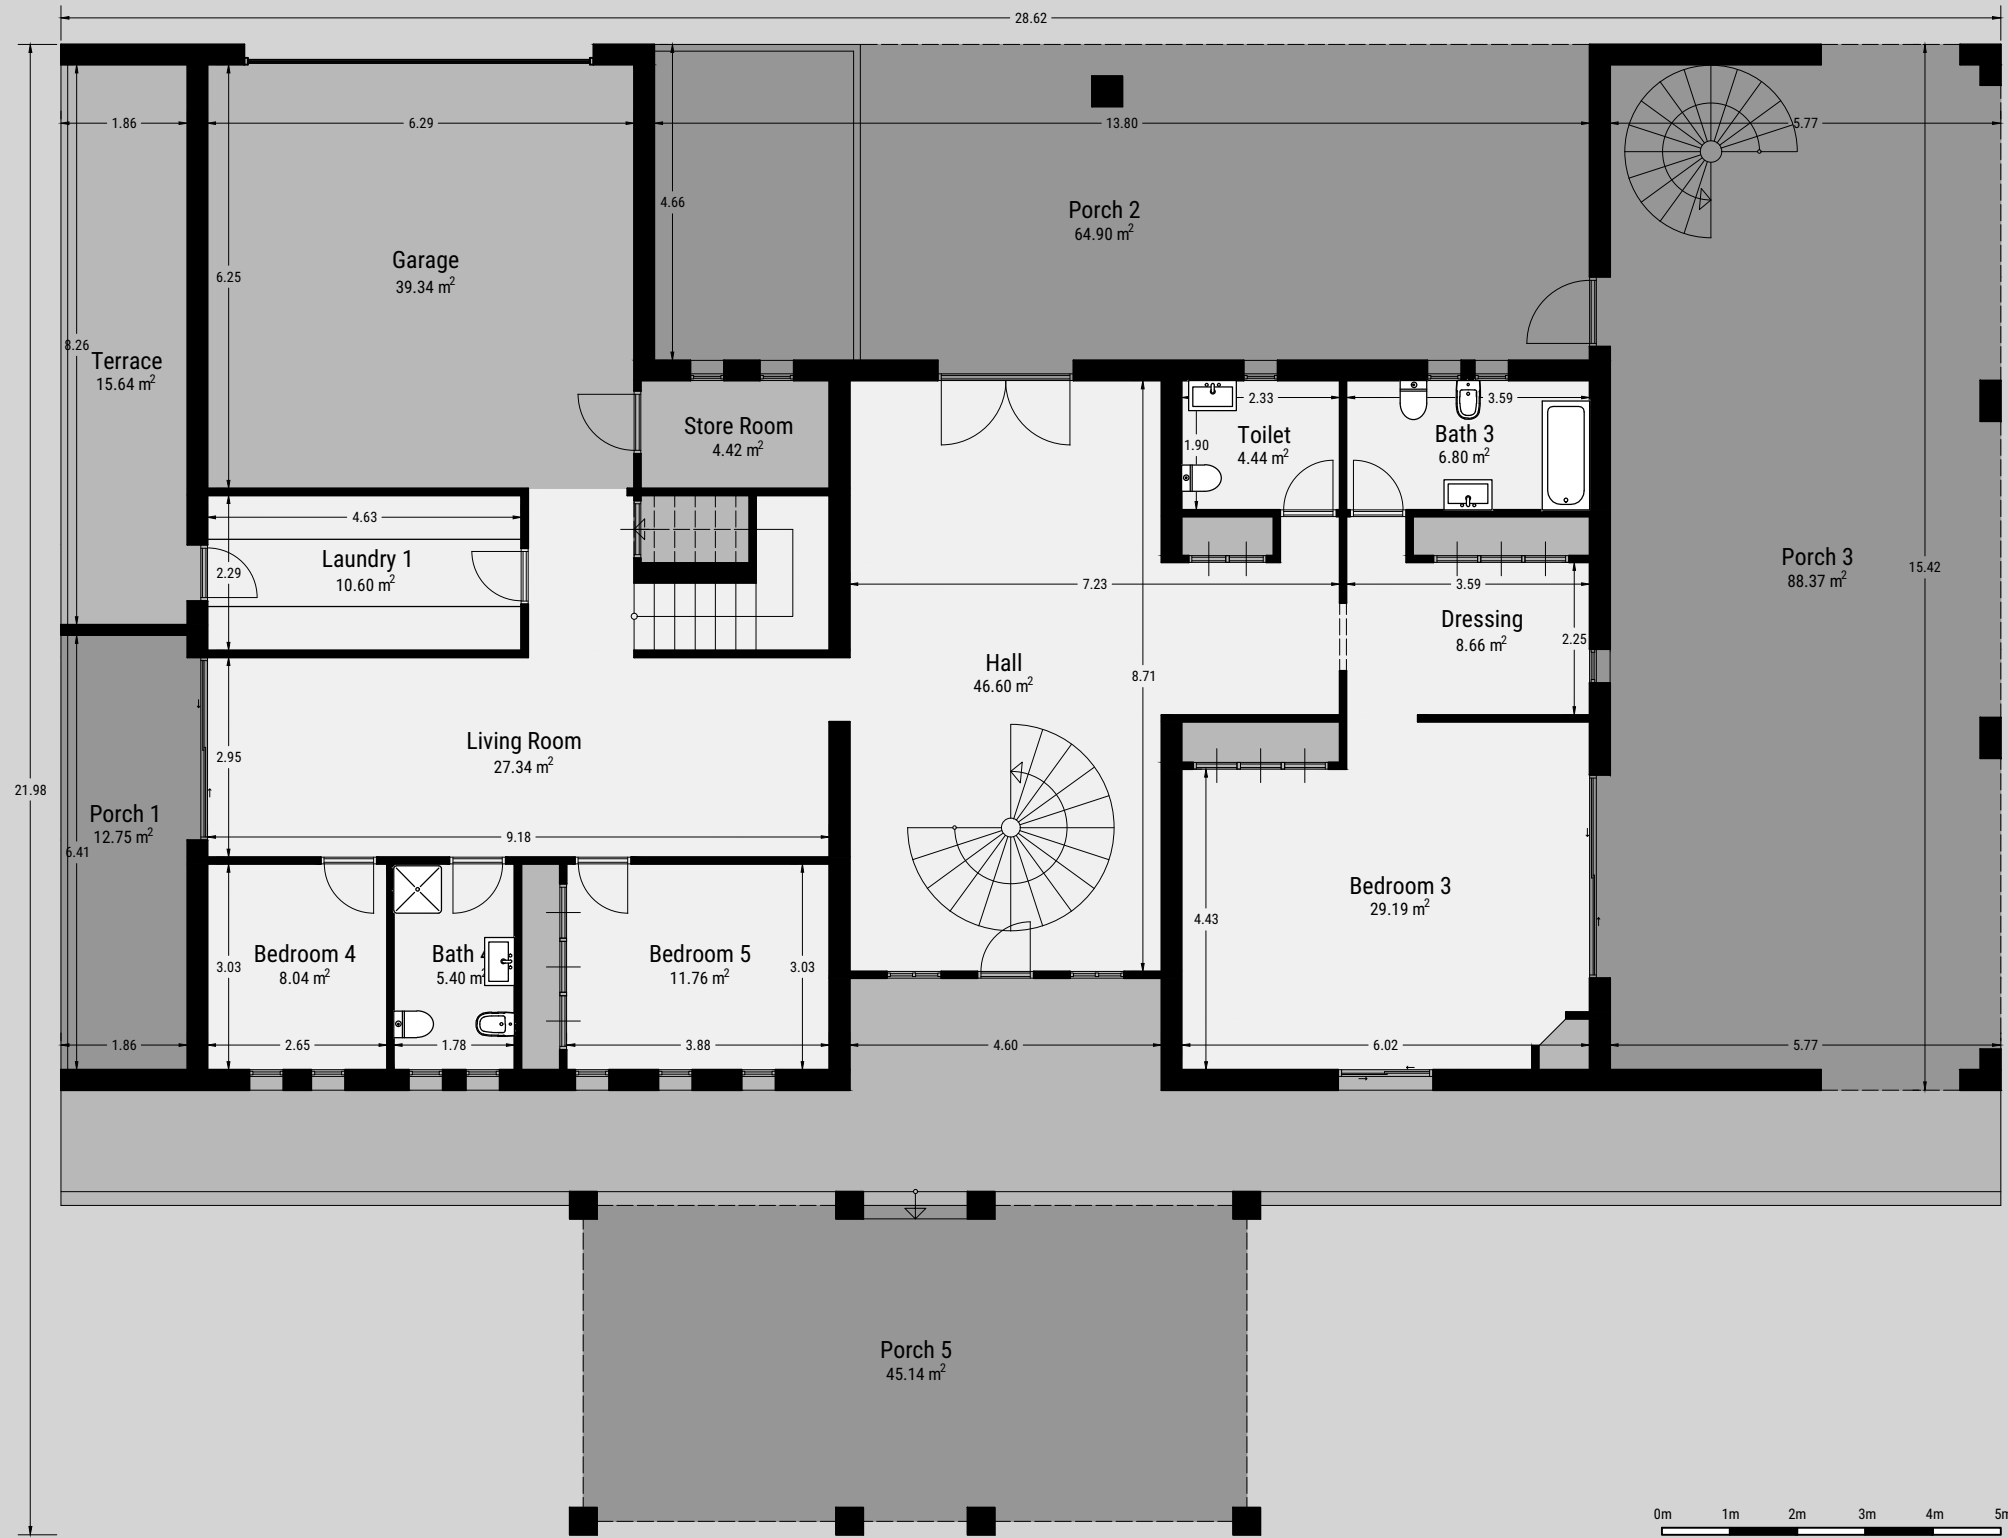 28.62
1.86
6.29
13.80
5.77
4.66
Porch 2
64.90 m²
Garage
39.34 m²
6.25
8.26
Terrace
15.64 m²
Store Room
4.42 m²
2.33
3.59
1.90
Toilet
4.44 m²
Bath 3
6.80 m²
4.63
Laundry 1
10.60 m²
2.29
7.23
3.59
Porch 3
88.37 m²
15.42
Dressing
8.66 m²
2.25
Hall
46.60 m²
8.71
Living Room
27.34 m²
2.95
21.98
Porch 1
12.75 m²
6.41
9.18
Bedroom 3
29.19 m²
4.43
Bedroom 4
8.04 m²
3.03
Bath 4
5.40 m²
Bedroom 5
11.76 m²
3.03
1.86
2.65
1.78
3.88
4.60
6.02
5.77
Porch 5
45.14 m²
0m 1m 2m 3m 4m 5m